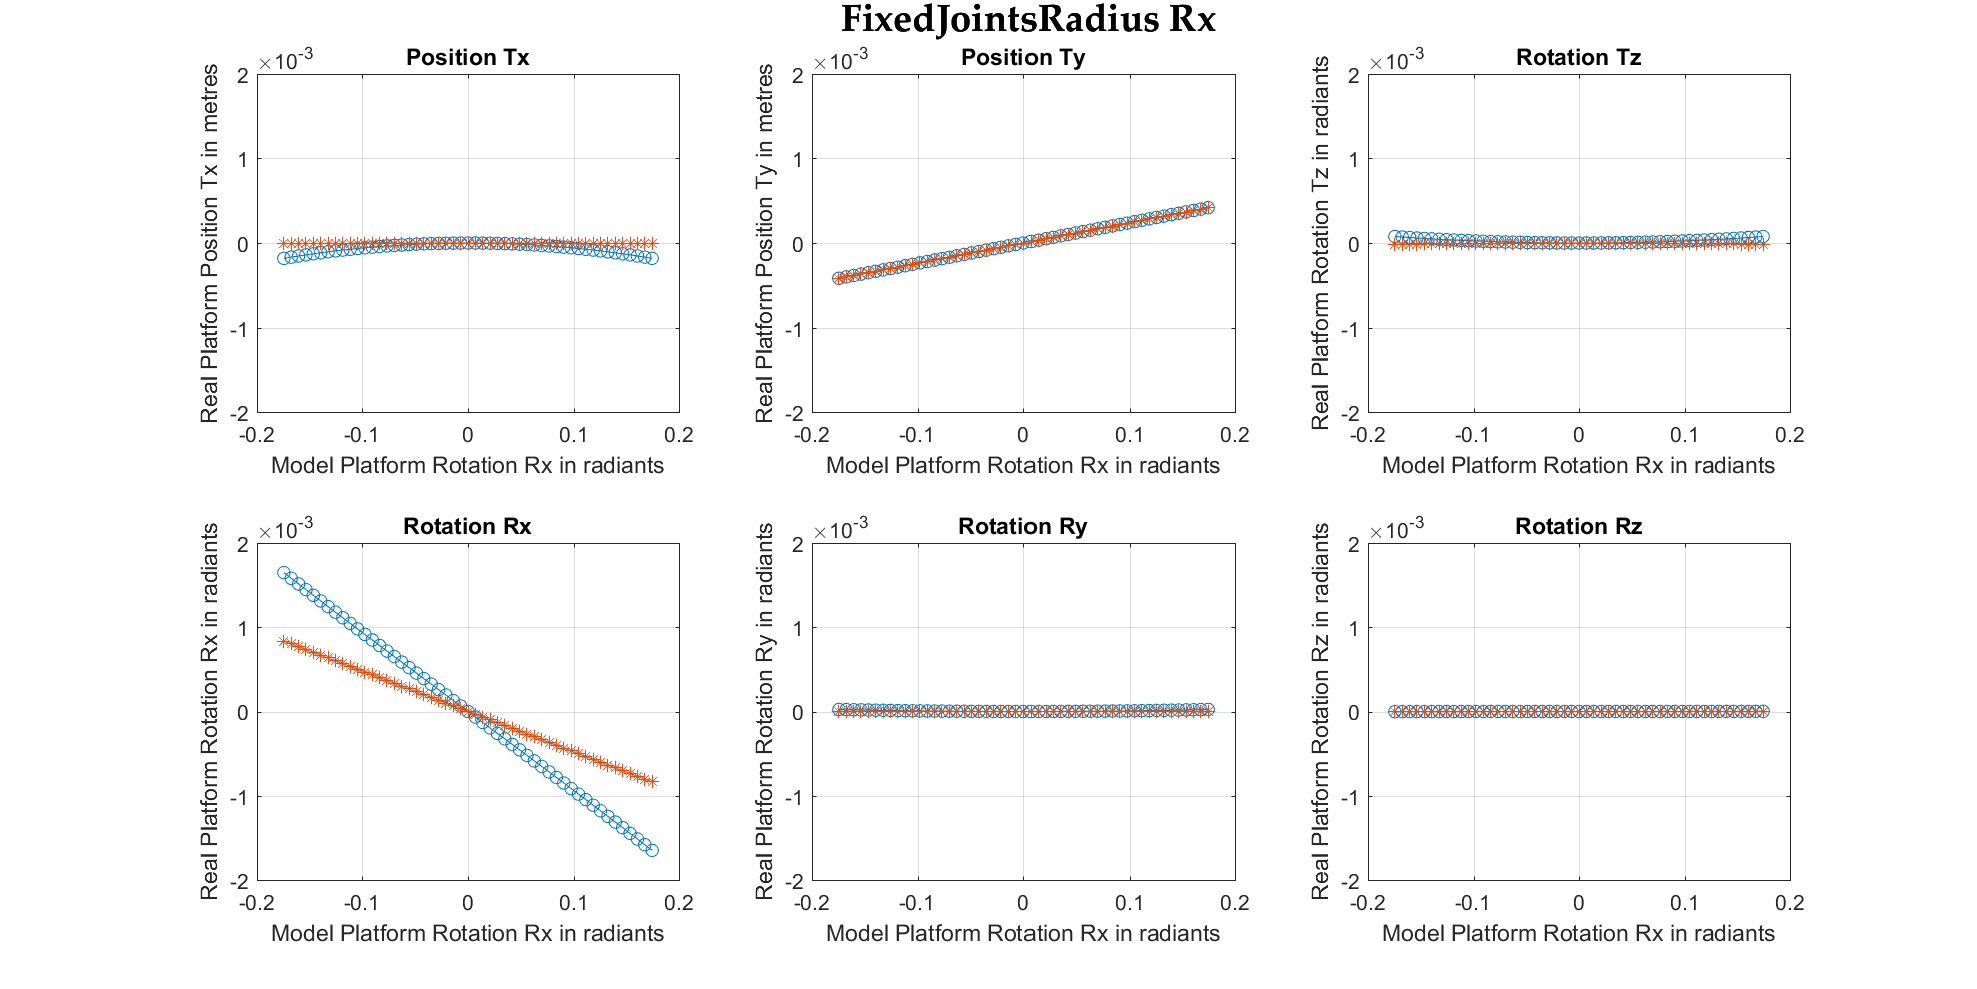 FixedJointsRadius Rx
Position Tx
×10-3
Real Platform Position Tx in metres
2
1
0
-1
-2
-0.2 -0.1 0 0.1 0.2
Model Platform Rotation Rx in radiants
Position Ty
×10-3
Real Platform Position Ty in metres
2
1
0
-1
-2
-0.2 -0.1 0 0.1 0.2
Model Platform Rotation Rx in radiants
Rotation Tz
×10-3
Real Platform Rotation Tz in radiants
2
1
0
-1
-2
-0.2 -0.1 0 0.1 0.2
Model Platform Rotation Rx in radiants
Rotation Rx
×10-3
Real Platform Rotation Rx in radiants
2
1
0
-1
-2
-0.2 -0.1 0 0.1 0.2
Model Platform Rotation Rx in radiants
Rotation Ry
×10-3
Real Platform Rotation Ry in radiants
2
1
0
-1
-2
-0.2 -0.1 0 0.1 0.2
Model Platform Rotation Rx in radiants
Rotation Rz
×10-3
Real Platform Rotation Rz in radiants
2
1
0
-1
-2
-0.2 -0.1 0 0.1 0.2
Model Platform Rotation Rx in radiants